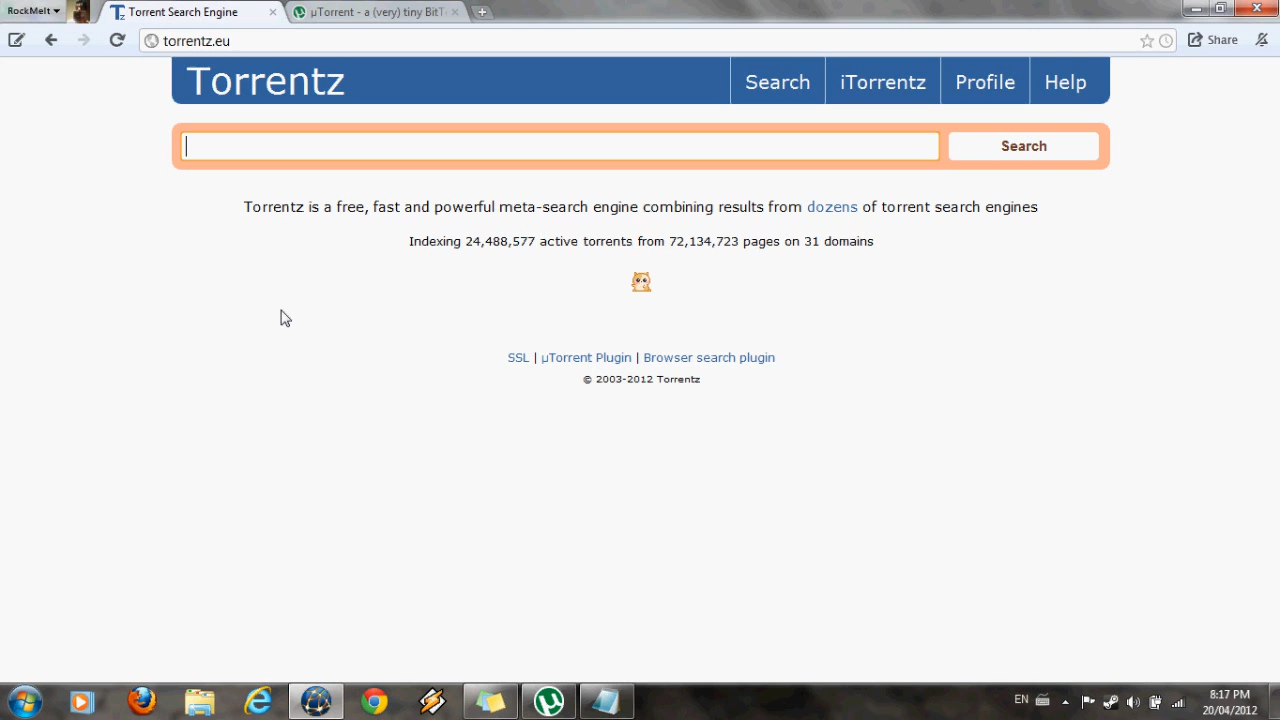 RockMelt
Torrent Search Engine
µTorrent - a (very) tiny BitT
torrentz.eu
Share
Torrentz
Search
iTorrentz
Profile
Help
Search
Torrentz is a free, fast and powerful meta-search engine combining results from dozens of torrent search engines
Indexing 24,488,577 active torrents from 72,134,723 pages on 31 domains
SSL | µTorrent Plugin | Browser search plugin
© 2003-2012 Torrentz
EN
8:17 PM
20/04/2012